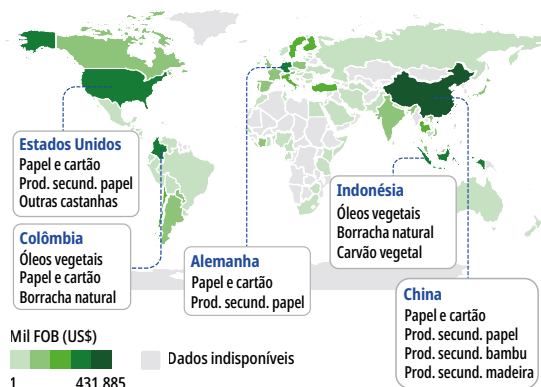 Estados Unidos
Papel e cartão
Prod. secund. papel
Outras castanhas
Colômbia
Óleos vegetais
Papel e cartão
Borracha natural
Alemanha
Papel e cartão
Prod. secund. papel
Indonésia
Óleos vegetais
Borracha natural
Carvão vegetal
China
Papel e cartão
Prod. secund. papel
Prod. secund. bambu
Prod. secund. madeira
Mil FOB (US$)
1 431.885
Dados indisponíveis